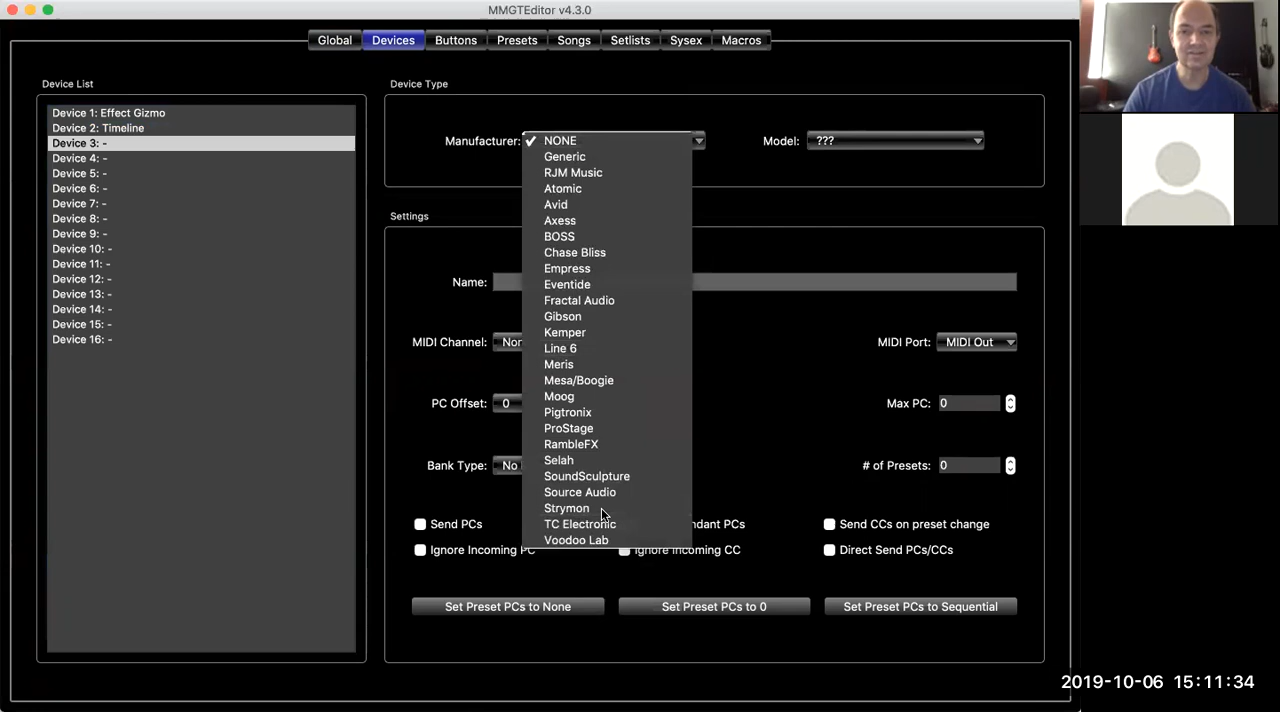 MMGTEditor v4.3.0
Global Devices Buttons Presets Songs Setlists Sysex Macros
Device List
Device 1: Effect Gizmo
Device 2: Timeline
Device 3: -
Device 4: -
Device 5: -
Device 6: -
Device 7: -
Device 8: -
Device 9: -
Device 10: -
Device 11: -
Device 12: -
Device 13: -
Device 14: -
Device 15: -
Device 16: -
Device Type
Manufacturer:
NONE
Generic
RJM Music
Atomic
Avid
Axess
BOSS
Chase Bliss
Empress
Eventide
Fractal Audio
Gibson
Kemper
Line 6
Meris
Mesa/Boogie
Moog
Pigtronix
ProStage
RambleFX
Selah
SoundSculpture
Source Audio
Strymon
TC Electronic
Voodoo Lab
Model: ???
Settings
Name:
MIDI Channel:
MIDI Port: MIDI Out
PC Offset: 0
Max PC: 0
Bank Type: No
# of Presets: 0
Send PCs
PCs
Send CCs on preset change
Ignore Incoming PC
Ignore Incoming CC
Direct Send PCs/CCs
Set Preset PCs to None
Set Preset PCs to 0
Set Preset PCs to Sequential
2019-10-06 15:11:34